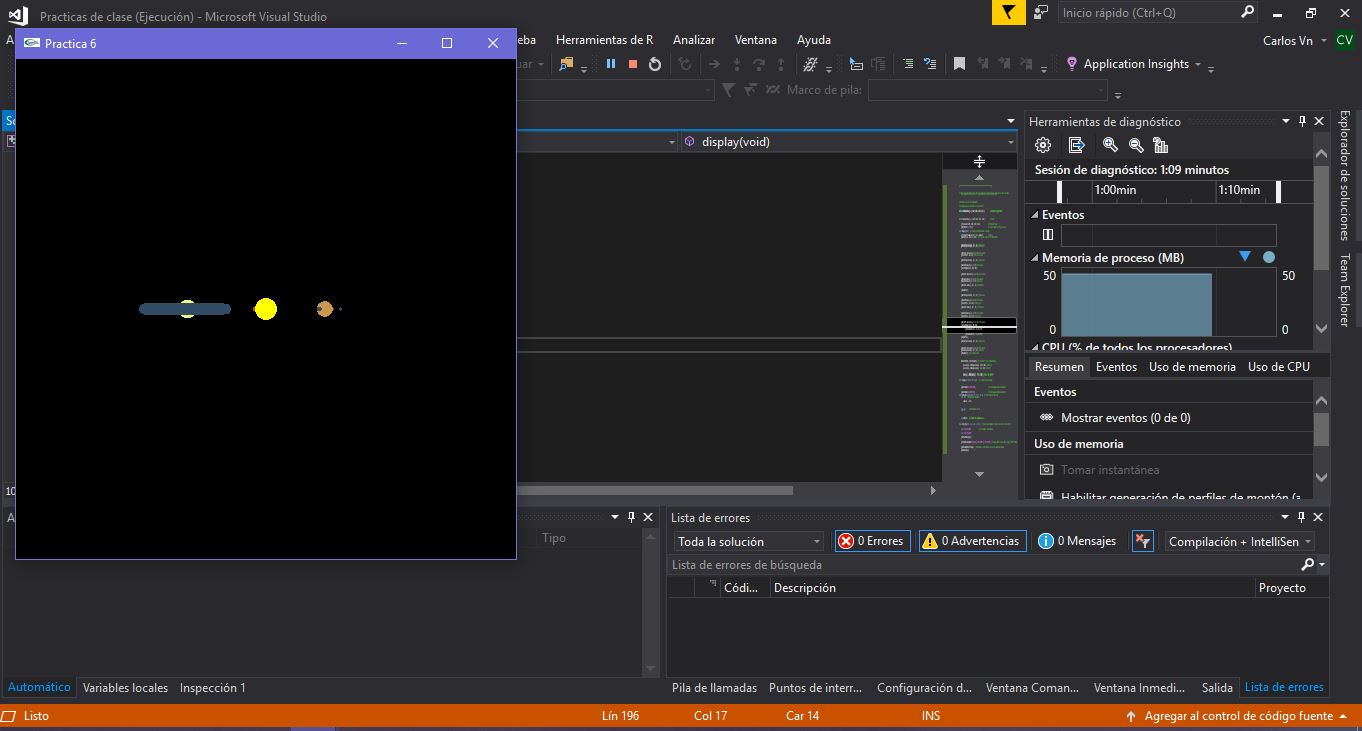 Practicas de clase (Ejecución) - Microsoft Visual Studio
Inicio rápido (Ctrl+Q)
Practica 6
Herramientas de R
Analizar
Ventana
Ayuda
Carlos Vn
CV
Application Insights
Marco de pila:
display(void)
Herramientas de diagnóstico
Sesión de diagnóstico: 1:09 minutos
1:00min
1:10min
Eventos
Memoria de proceso (MB)
50
50
0
0
CPU (% de todos los procesadores)
Resumen
Eventos
Uso de memoria
Uso de CPU
Eventos
Mostrar eventos (0 de 0)
Uso de memoria
Tomar instantánea
Habilitar generación de perfiles de montón (a
Explorador de soluciones
Team Explorer
Tipo
Lista de errores
Toda la solución
0 Errores
0 Advertencias
0 Mensajes
Compilación + IntelliSen
Lista de errores de búsqueda
Códi...
Descripción
Proyecto
Automático
Variables locales
Inspección 1
Pila de llamadas
Puntos de interr...
Configuración d...
Ventana Coman...
Ventana Inmedi...
Salida
Lista de errores
Listo
Lín 196
Col 17
Car 14
INS
Agregar al control de código fuente